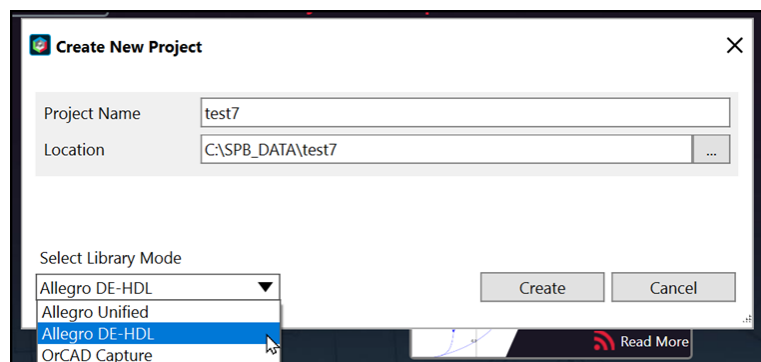 Create New Project
Project Name
test7
Location
C:\SPB_DATA\test7
...
Select Library Mode
Allegro DE-HDL
Create
Cancel
Allegro Unified
Allegro DE-HDL
OrCAD Capture
Read More